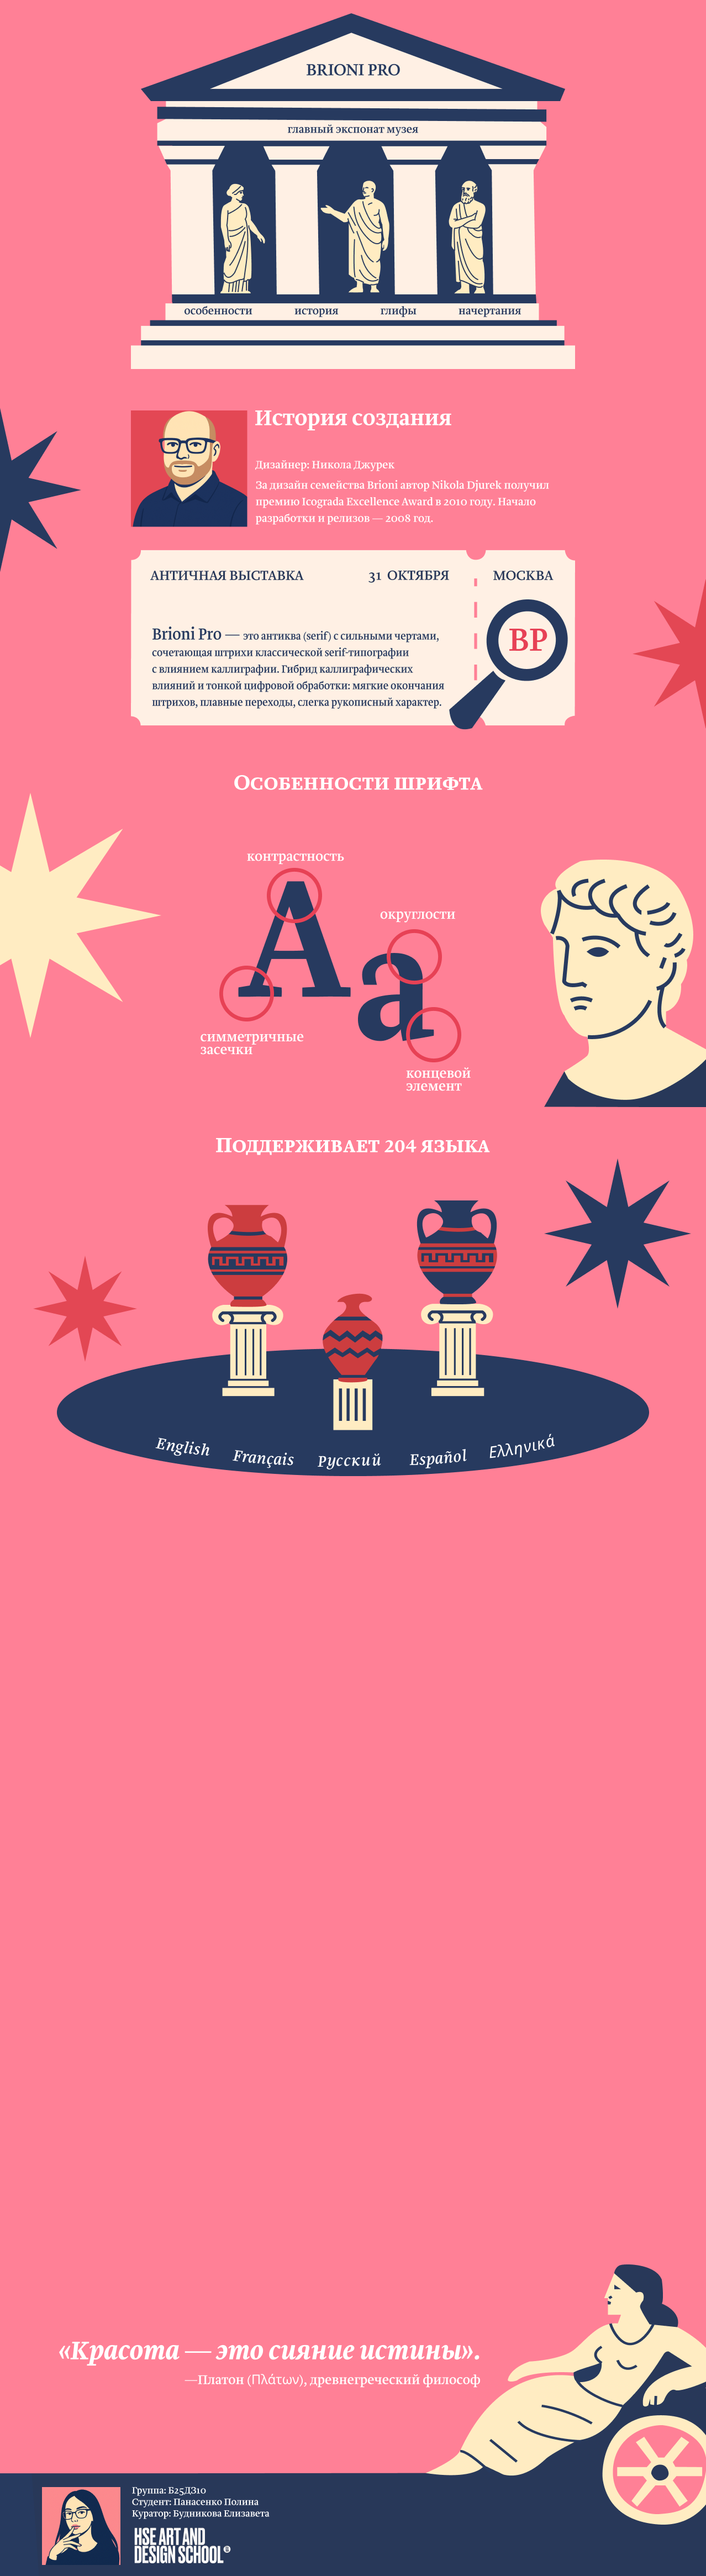 BRIONI PRO
главный экспонат музея
особенности история глифы начертания
История создания
Дизайнер: Никола Джурек
За дизайн семейства Brioni автор Nikola Djurek получил
премию Icograda Excellence Award в 2010 году. Начало
разработки и релизов — 2008 год.
АНТИЧНАЯ ВЫСТАВКА 31 ОКТЯБРЯ МОСКВА
Brioni Pro — это антиква (serif) с сильными чертами,
сочетающая штрихи классической serif-типографии
с влиянием каллиграфии. Гибрид каллиграфических
влияний и тонкой цифровой обработки: мягкие окончания
штрихов, плавные переходы, слегка рукописный характер.
BP
Особенности шрифта
контрастность
округлости
Aa
симметричные
засечки
концевой
элемент
Поддерживает 204 языка
English Français Русский Español Ελληνικά
«Красота — это сияние истины».
—Платон (Πλάτων), древнегреческий философ
Группа: Б25ДЗ10
Студент: Панасенко Полина
Куратор: Будникова Елизавета
HSE ART AND
DESIGN SCHOOL